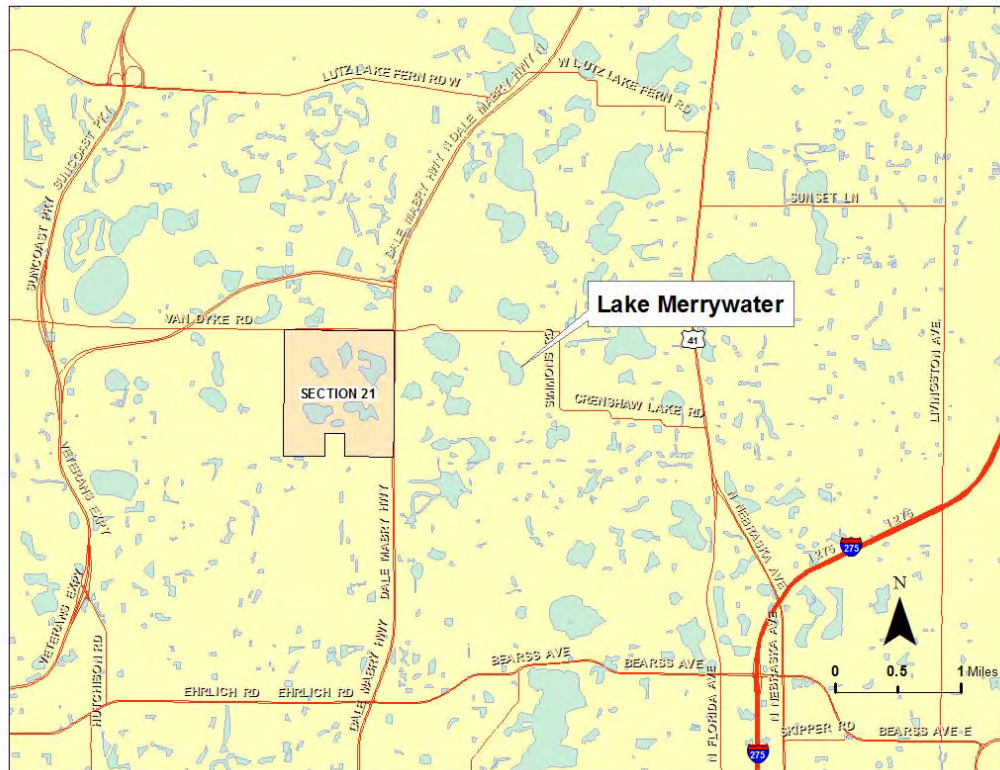 LUTZ LAKE FERN RD W
W LUTZ LAKE FERN RD
DALE MABRY HWY N
DALE MABRY HWY N
DALE MABRY HWY N
SUNCOAST PKY
SUNCOAST PKY
SUNCOAST PKY
SUNSET LN
Lake Merrywater
VAN DYKE RD
41
SIMMONS RD
LIVINGSTON AVE
SECTION 21
CRENSHAW LAKE RD
VETERANS EXPY
DALE MABRY HWY
N NEBRASKA AVE
I 275
I 275
275
N
VETERANS EXPY
HUTCHISON RD
DALE MABRY HWY
BEARSS AVE
BEARSS AVE
N FLORIDA AVE
N NEBRASKA AVE
0 0.5 1 Miles
EHRLICH RD
EHRLICH RD
SKIPPER RD
BEARSS AVE E
275